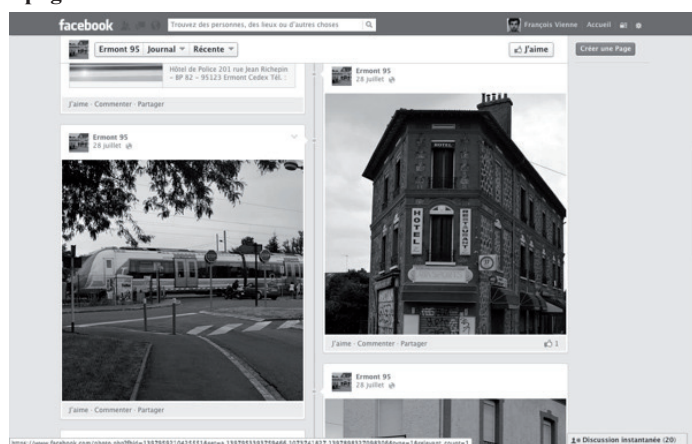 facebook
Trouvez des personnes, des lieux ou d'autres choses
François Vienne Accueil
Ermont 95 Journal Récente
J'aime
Créer une Page
Hôtel de Police 201 rue Jean Richepin
- BP 82 - 95123 Ermont Cedex Tél. :
J'aime · Commenter · Partager
Ermont 95
28 juillet
J'aime · Commenter · Partager
Ermont 95
28 juillet
HOTEL
HOTEL
RESTAURANT
J'aime · Commenter · Partager
1
Ermont 95
28 juillet
Discussion instantanée (20)